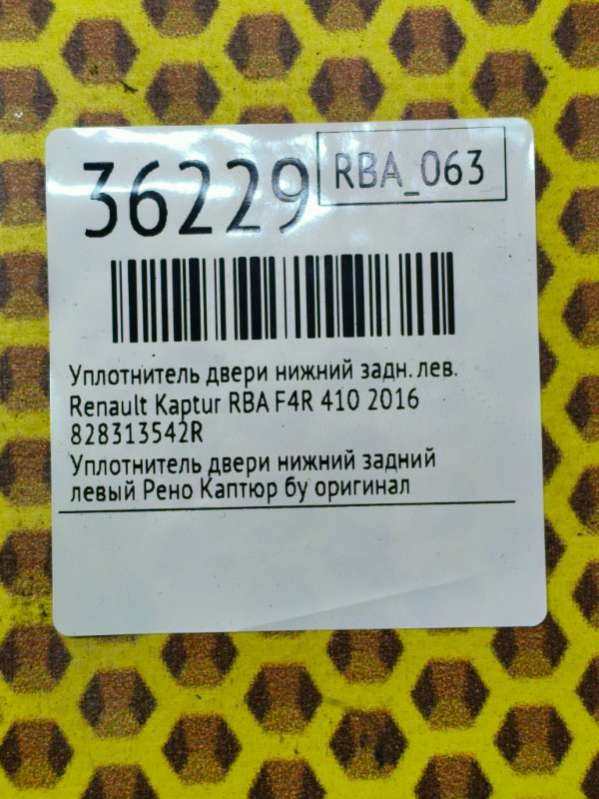 36229
RBA_063
Уплотнитель двери нижний задн. лев.
Renault Kaptur RBA F4R 410 2016
828313542R
Уплотнитель двери нижний задний
левый Рено Каптюр бу оригинал